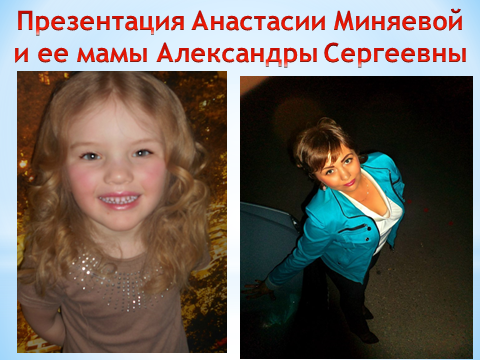 Презентация Анастасии Миняевой
и ее мамы Александры Сергеевны